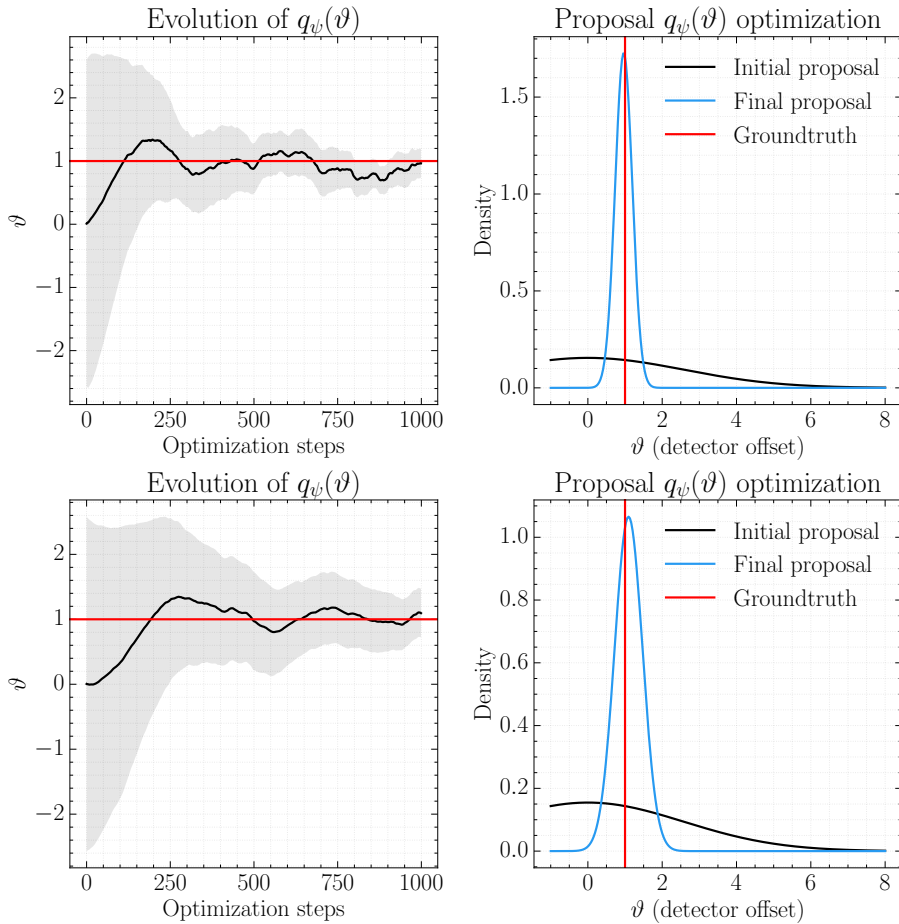 Evolution of q_ψ(ϑ)
2
1
0
−1
−2
ϑ
0
250
500
750
1000
Optimization steps
Proposal q_ψ(ϑ) optimization
Initial proposal
Final proposal
Groundtruth
1.5
1.0
0.5
0.0
Density
0
2
4
6
8
ϑ (detector offset)
Evolution of q_ψ(ϑ)
2
1
0
−1
−2
ϑ
0
250
500
750
1000
Optimization steps
Proposal q_ψ(ϑ) optimization
Initial proposal
Final proposal
Groundtruth
1.0
0.8
0.6
0.4
0.2
0.0
Density
0
2
4
6
8
ϑ (detector offset)